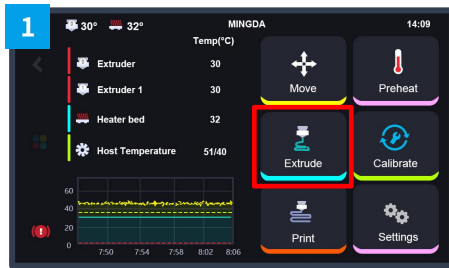 1
30° 32° MINGDA 14:09
Temp(°C)
Extruder 30
Extruder 1 30
Heater bed 32
Host Temperature 51/40
Move
Preheat
Extrude
Calibrate
Print
Settings
60
40
20
0
7:50 7:54 7:58 8:02 8:06